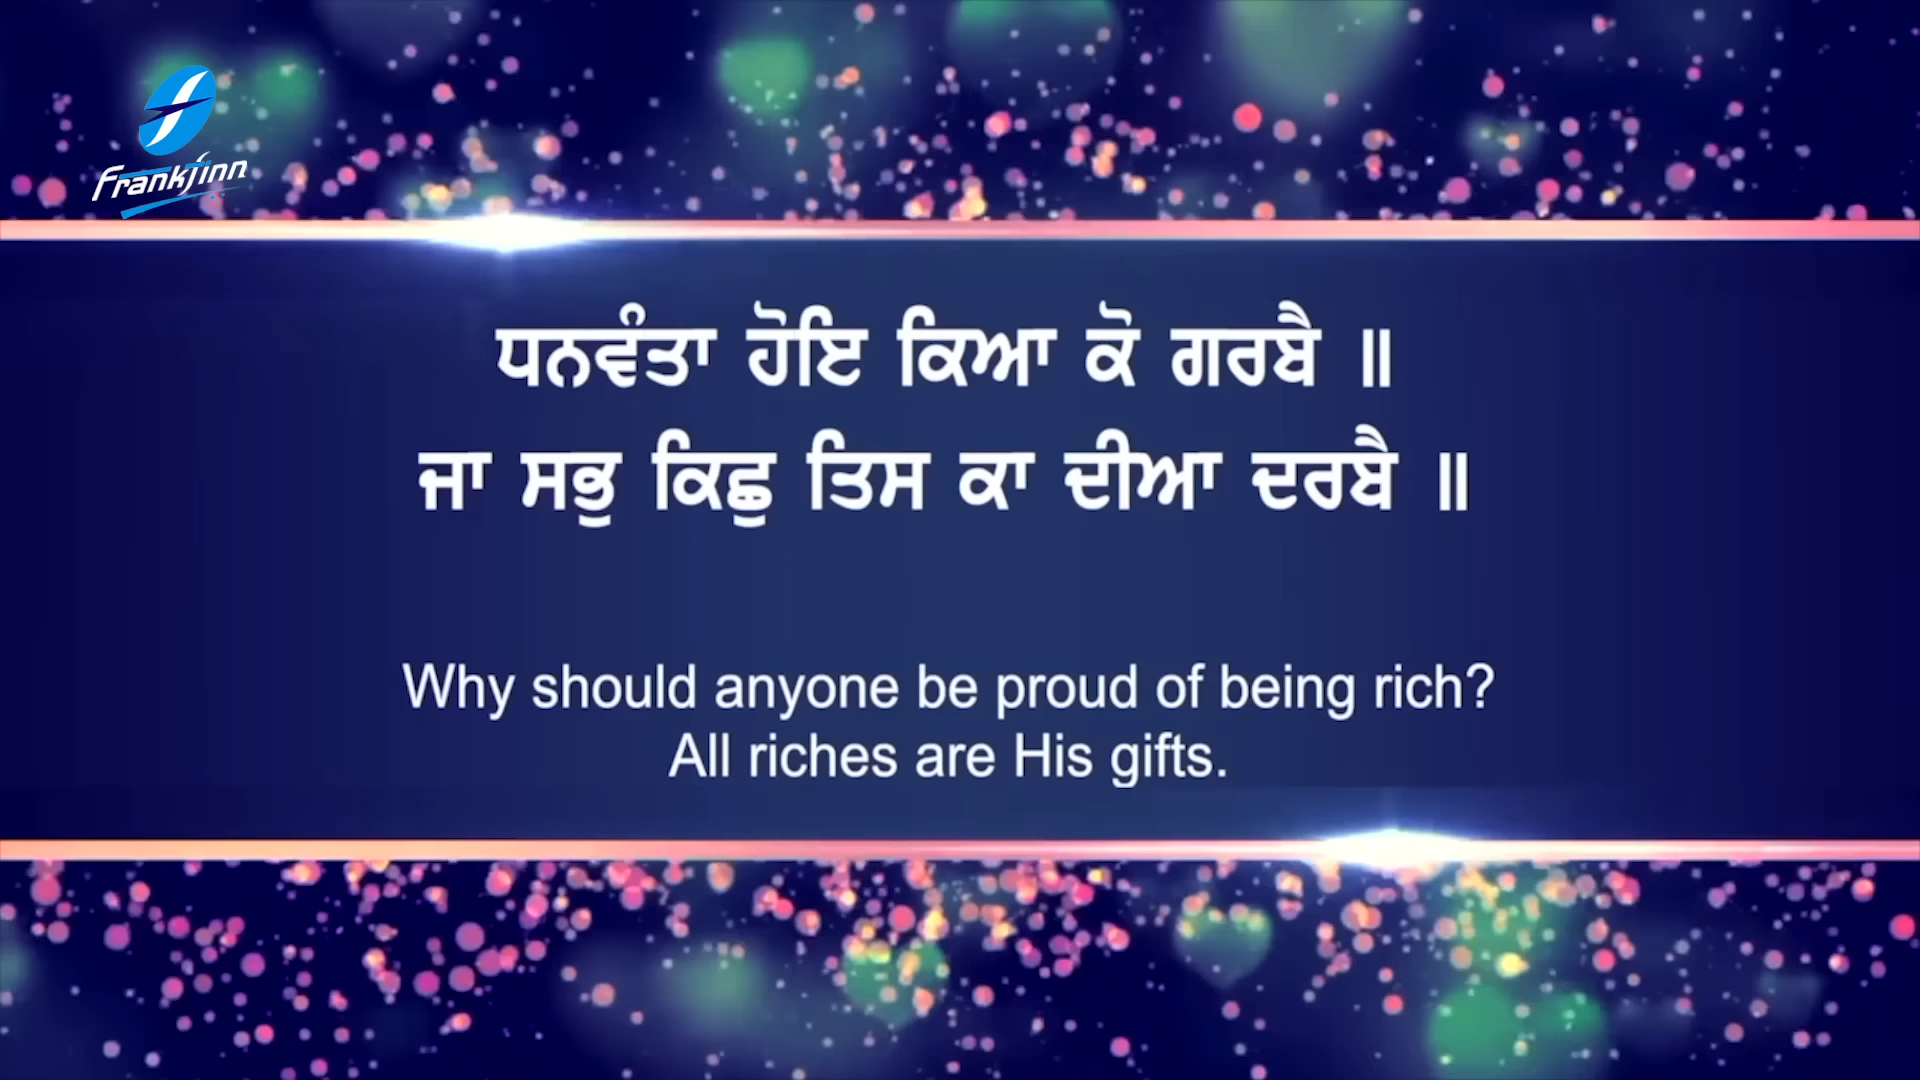 Frankfinn
ਧਨਵੰਤਾ ਹੋਇ ਕਿਆ ਕੋ ਗਰਬੈ ॥
ਜਾ ਸਭੁ ਕਿਛੁ ਤਿਸ ਕਾ ਦੀਆ ਦਰਬੈ ॥
Why should anyone be proud of being rich?
All riches are His gifts.